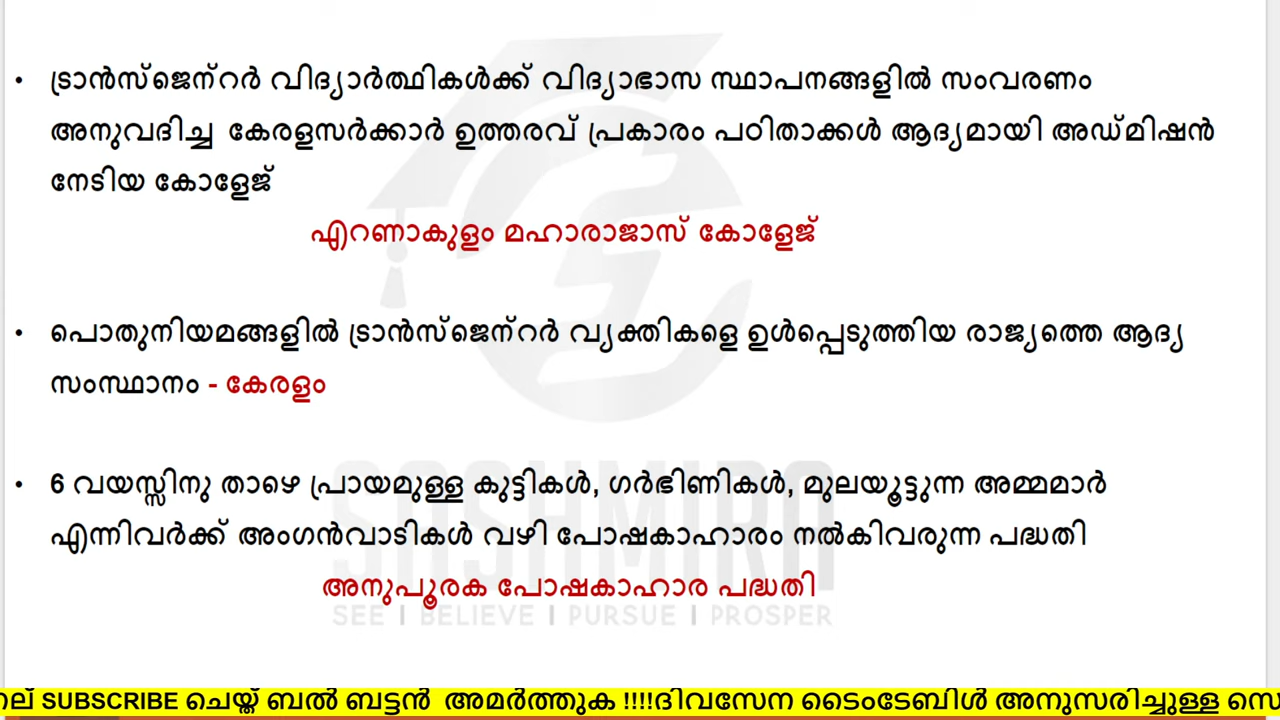 • ട്രാൻസ്ജെന്റർ വിദ്യാർത്ഥികൾക്ക് വിദ്യാഭാസ സ്ഥാപനങ്ങളിൽ സംവരണം
അനുവദിച്ച കേരളസർക്കാർ ഉത്തരവ് പ്രകാരം പഠിതാക്കൾ ആദ്യമായി അഡ്മിഷൻ
നേടിയ കോളേജ്
എറണാകുളം മഹാരാജാസ് കോളേജ്
• പൊതുനിയമങ്ങളിൽ ട്രാൻസ്ജെന്റർ വ്യക്തികളെ ഉൾപ്പെടുത്തിയ രാജ്യത്തെ ആദ്യ
സംസ്ഥാനം - കേരളം
• 6 വയസ്സിനു താഴെ പ്രായമുള്ള കുട്ടികൾ, ഗർഭിണികൾ, മുലയൂട്ടുന്ന അമ്മമാർ
എന്നിവർക്ക് അംഗൻവാടികൾ വഴി പോഷകാഹാരം നൽകിവരുന്ന പദ്ധതി
അനുപൂരക പോഷകാഹാര പദ്ധതി
SASHMIRA
SEE | BELIEVE | PURSUE | PROSPER
SUBSCRIBE ചെയ്ത് ബൽ ബട്ടൻ അമർത്തുക !!!!ദിവസേന ടൈംടേബിൾ അനുസരിച്ചുള്ള